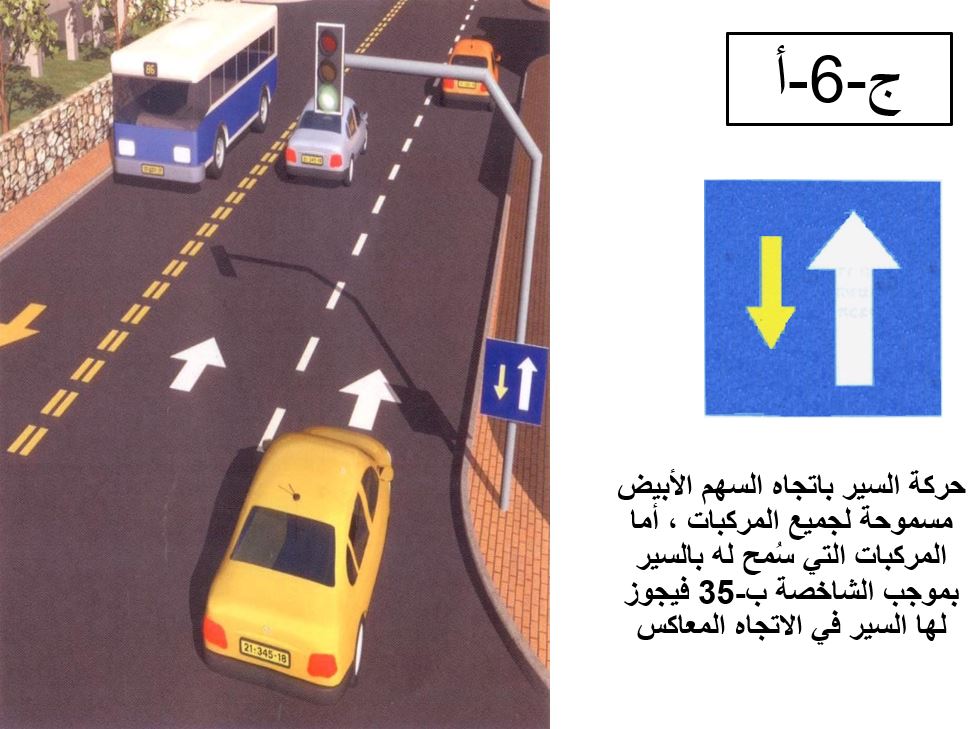 ج-6-أ
حركة السير باتجاه السهم الأبيض
مسموحة لجميع المركبات ، أما
المركبات التي سُمح له بالسير
بموجب الشاخصة ب-35 فيجوز
لها السير في الاتجاه المعاكس
86
21-345-18